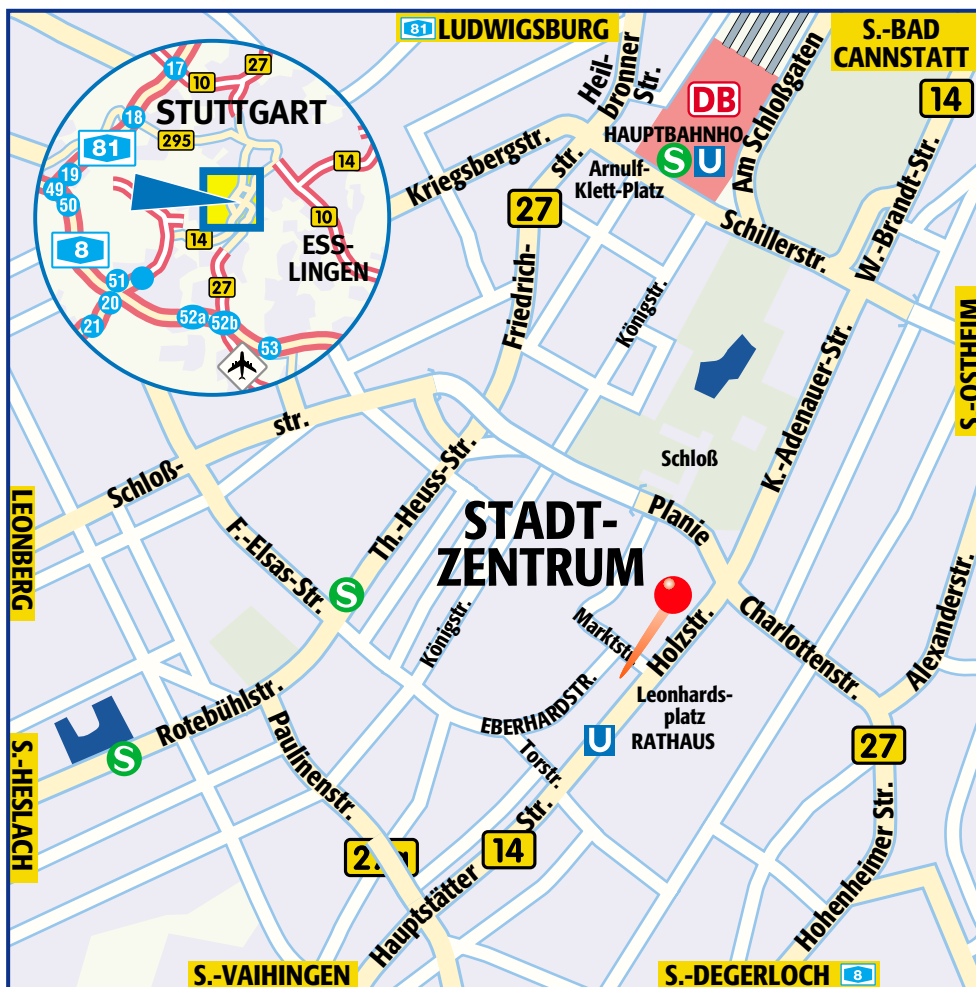 81 LUDWIGSBURG
S.-BAD
CANNSTATT
17
10
27
STUTTGART
18
295
81
19
49
50
14
10
14
8
ESS-
LINGEN
51
27
20
21
52a
52b
53
Heil-
bronner
Str.
DB
HAUPTBAHNHO
S
U
Arnulf-
Klett-Platz
Am Schloßgaten
14
Kriegsbergstr.
27
Friedrich-
str.
Schillerstr.
W.-Brandt-Str.
Königstr.
S.-OSTHEIM
K.-Adenauer-Str.
Schloß
Schloß-
str.
Th.-Heuss-Str.
Planie
LEONBERG
F.-Elsas-Str.
S
STADT-
ZENTRUM
Marktstr.
Holzstr.
Charlottenstr.
Alexanderstr.
Königstr.
EBERHARDSTR.
Leonhards-
platz
RATHAUS
U
Rotebühlstr.
S
Paulinenstr.
Torstr.
27
S.-HESLACH
14
Hauptstätter
Str.
Hohenheimer Str.
S.-VAIHINGEN
S.-DEGERLOCH 8